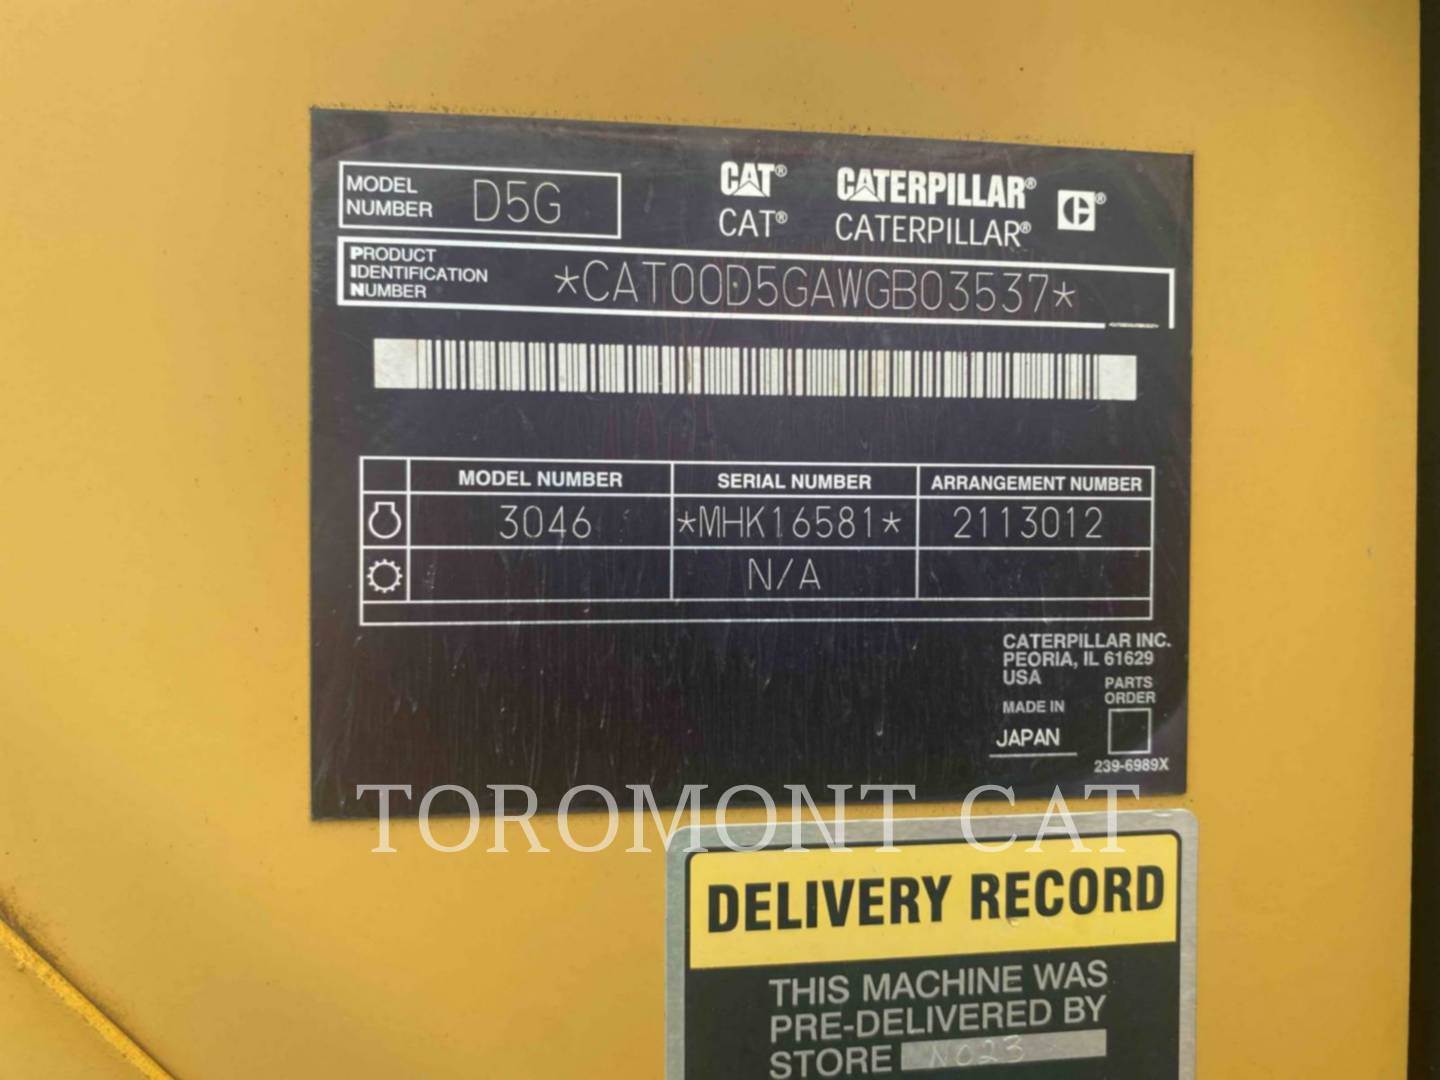 MODEL NUMBER D5G
CAT® CATERPILLAR®
CAT® CATERPILLAR®
PRODUCT IDENTIFICATION NUMBER *CAT00D5GAWGB03537*
MODEL NUMBER SERIAL NUMBER ARRANGEMENT NUMBER
3046 *MHK16581* 2113012
N/A
CATERPILLAR INC.
PEORIA, IL 61629
USA
PARTS
ORDER
MADE IN
JAPAN
239-6989X
TOROMONT CAT
DELIVERY RECORD
THIS MACHINE WAS
PRE-DELIVERED BY
STORE N023